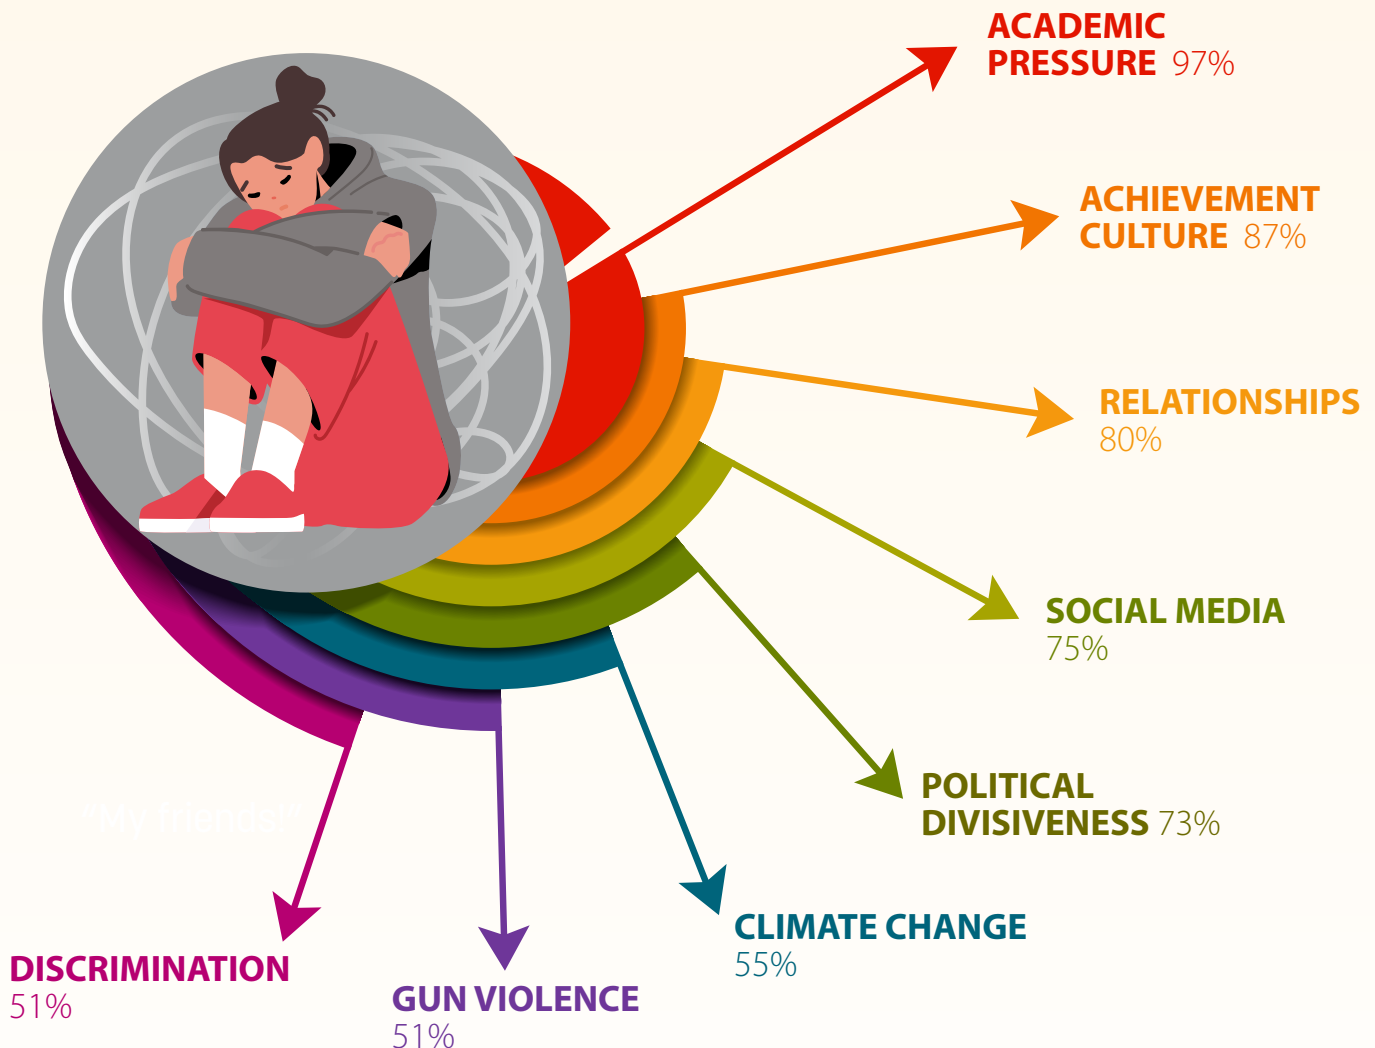 ACADEMIC
PRESSURE 97%
ACHIEVEMENT
CULTURE 87%
RELATIONSHIPS
80%
SOCIAL MEDIA
75%
POLITICAL
DIVISIVENESS 73%
"My friends!"
CLIMATE CHANGE
55%
DISCRIMINATION
51%
GUN VIOLENCE
51%